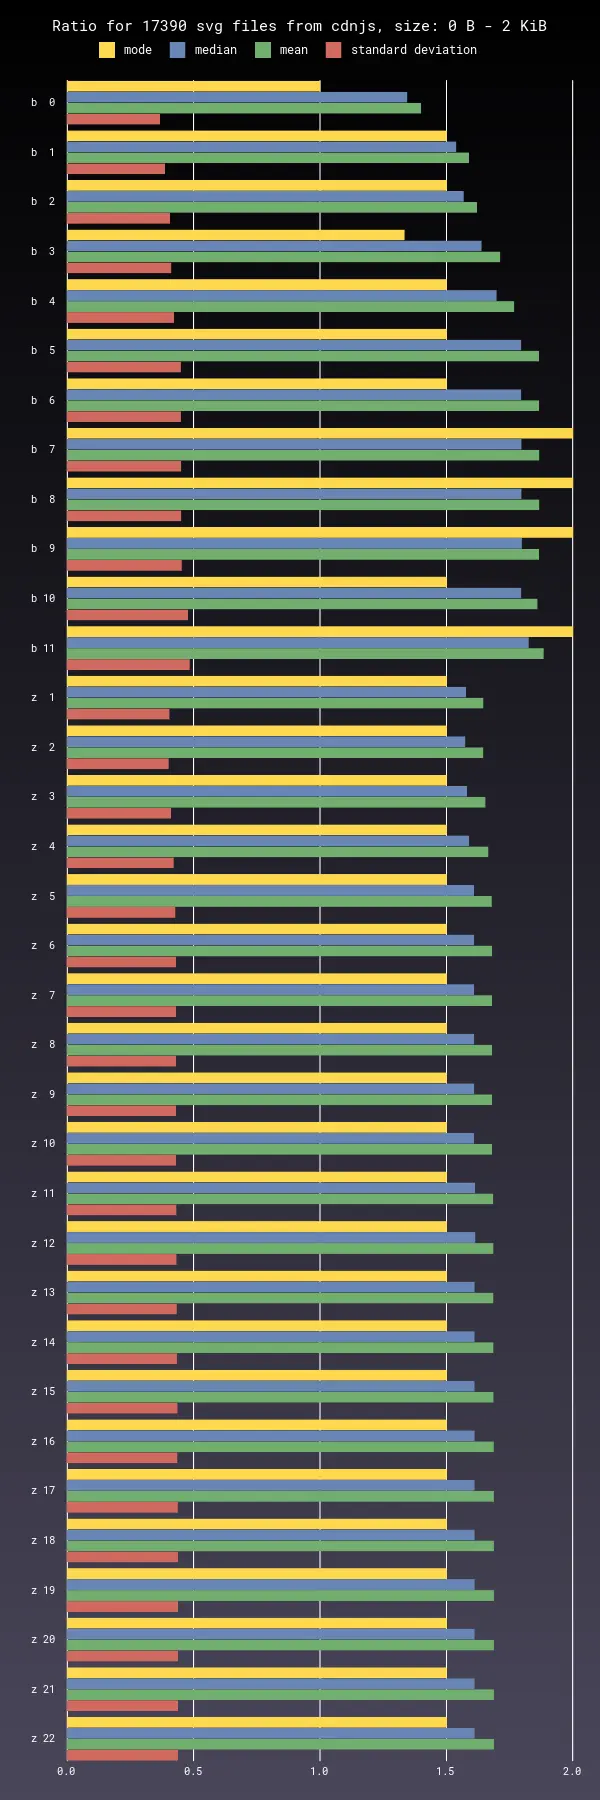 Ratio for 17390 svg files from cdnjs, size: 0 B - 2 KiB
mode median mean standard deviation
b 0
b 1
b 2
b 3
b 4
b 5
b 6
b 7
b 8
b 9
b 10
b 11
z 1
z 2
z 3
z 4
z 5
z 6
z 7
z 8
z 9
z 10
z 11
z 12
z 13
z 14
z 15
z 16
z 17
z 18
z 19
z 20
z 21
z 22
0.0 0.5 1.0 1.5 2.0